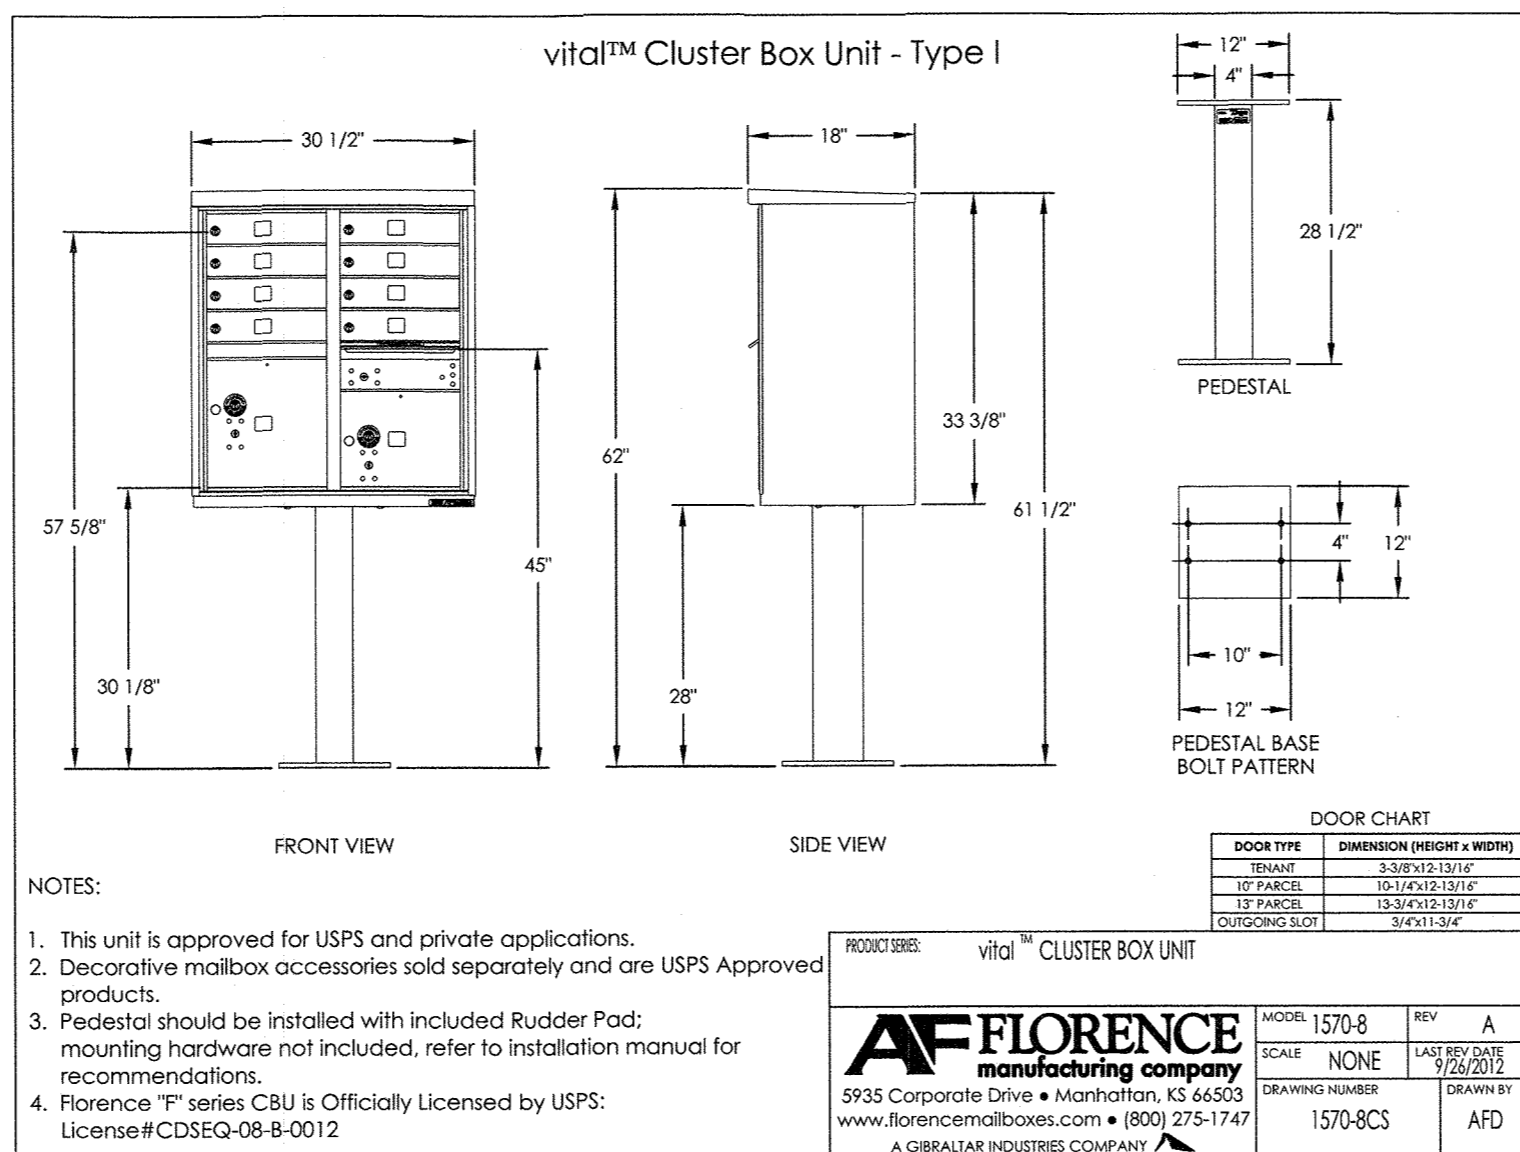 vital™ Cluster Box Unit - Type I
30 1/2"
57 5/8"
30 1/8"
45"
FRONT VIEW
18"
62"
33 3/8"
61 1/2"
28"
SIDE VIEW
12"
4"
28 1/2"
PEDESTAL
4"
12"
10"
12"
PEDESTAL BASE
BOLT PATTERN
DOOR CHART
DOOR TYPE DIMENSION (HEIGHT x WIDTH)
TENANT 3-3/8"x12-13/16"
10" PARCEL 10-1/4"x12-13/16"
13" PARCEL 13-3/4"x12-13/16"
OUTGOING SLOT 3/4"x11-3/4"
NOTES:
1. This unit is approved for USPS and private applications.
2. Decorative mailbox accessories sold separately and are USPS Approved
products.
3. Pedestal should be installed with included Rudder Pad;
mounting hardware not included, refer to installation manual for
recommendations.
4. Florence "F" series CBU is Officially Licensed by USPS:
License#CDSEQ-08-B-0012
PRODUCT SERIES: vital ™ CLUSTER BOX UNIT
AF FLORENCE
manufacturing company
5935 Corporate Drive • Manhattan, KS 66503
www.florencemailboxes.com • (800) 275-1747
A GIBRALTAR INDUSTRIES COMPANY
MODEL 1570-8
REV A
SCALE NONE
LAST REV DATE
9/26/2012
DRAWING NUMBER
1570-8CS
DRAWN BY
AFD